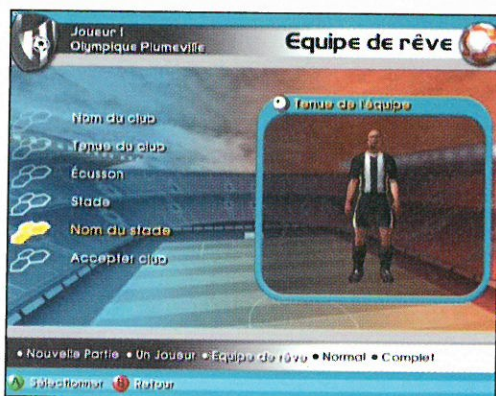 Joueur 1
Olympique Plumeville
Equipe de rêve
Tenue de l'équipe
Nom du club
Tenue du club
Écusson
Stade
Nom du stade
Accepter club
• Nouvelle Partie • Un Joueur • Equipe de rêve • Normal • Complet
A Sélectionner B Retour